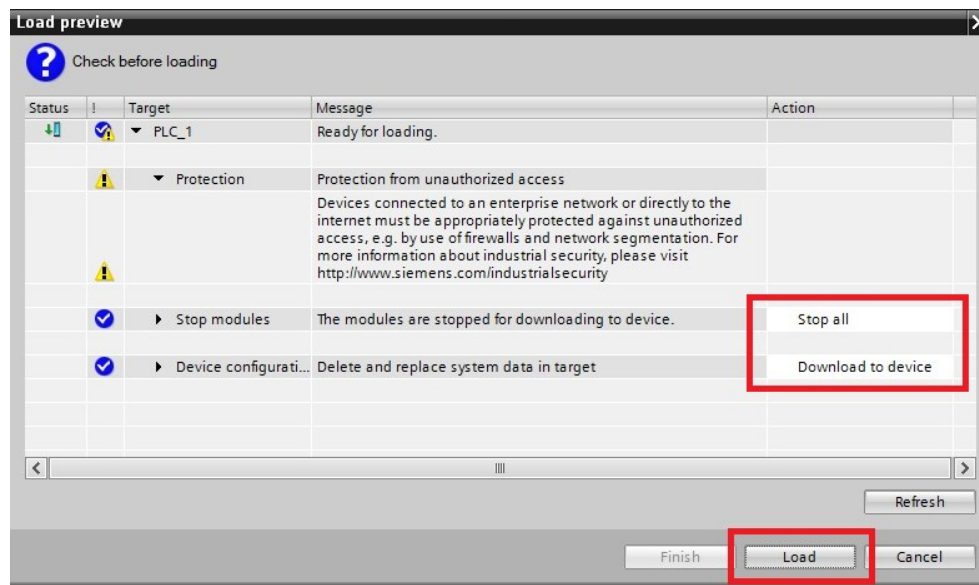 Load preview
Check before loading
Status ! Target Message Action
PLC_1 Ready for loading.
Protection Protection from unauthorized access
Devices connected to an enterprise network or directly to the
internet must be appropriately protected against unauthorized
access, e.g. by use of firewalls and network segmentation. For
more information about industrial security, please visit
http://www.siemens.com/industrialsecurity
Stop modules The modules are stopped for downloading to device. Stop all
Device configurati... Delete and replace system data in target Download to device
Refresh
Finish Load Cancel